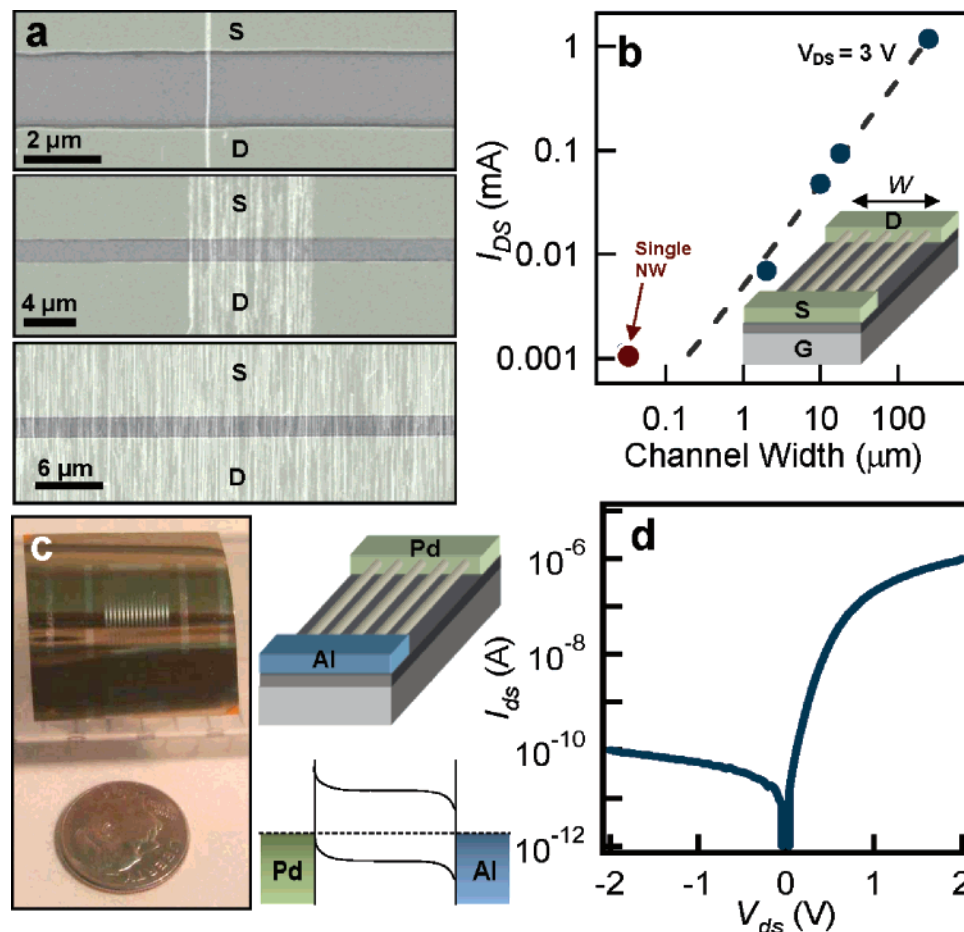 a
S
D
2 μm
S
D
4 μm
S
D
6 μm
b
V_DS = 3 V
1
0.1
0.01
0.001
I_DS (mA)
Single
NW
W
D
S
G
0.1
1
10
100
Channel Width (μm)
c
Pd
Al
Pd
Al
d
10^-6
10^-8
10^-10
10^-12
I_ds (A)
-2
-1
0
1
2
V_ds (V)